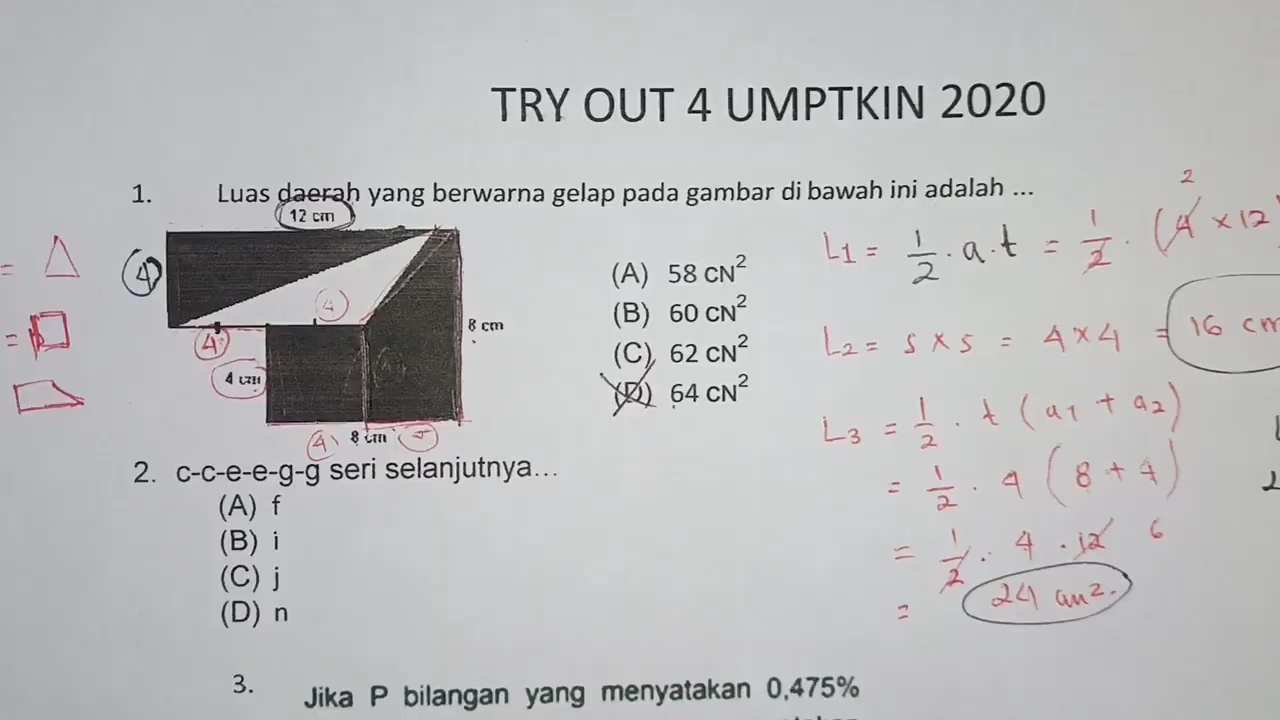 TRY OUT 4 UMPTKIN 2020
1. Luas daerah yang berwarna gelap pada gambar di bawah ini adalah ...
12 cm
4
4
4
4 cm
8 cm
4 8 cm
(A) 58 CN²
(B) 60 CN²
(C) 62 CN²
(D) 64 CN²
L1 = 1/2 . a . t = 1/2 . (4 × 12)
2
L2 = s × s = 4 × 4 = 16 cm
L3 = 1/2 . t (a1 + a2)
= 1/2 . 4 (8 + 4)
= 1/2 . 4 . 12 6
= 24 cm².
2. c-c-e-e-g-g seri selanjutnya...
(A) f
(B) i
(C) j
(D) n
3. Jika P bilangan yang menyatakan 0,475%